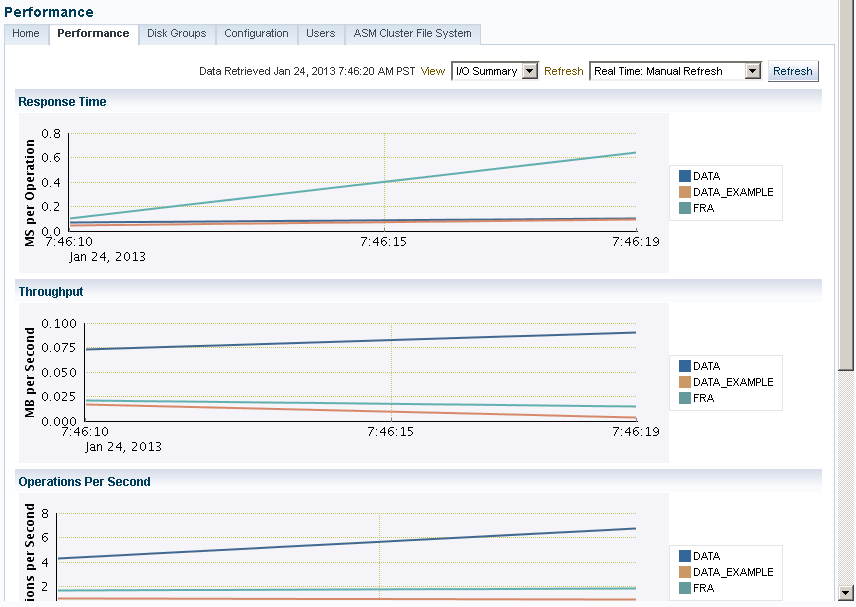 Performance
Home Performance Disk Groups Configuration Users ASM Cluster File System
Data Retrieved Jan 24, 2013 7:46:20 AM PST View I/O Summary Refresh Real Time: Manual Refresh Refresh
Response Time
MS per Operation
0.8
0.6
0.4
0.2
0.0
7:46:10 7:46:15 7:46:19
Jan 24, 2013
DATA
DATA_EXAMPLE
FRA
Throughput
MB per Second
0.100
0.075
0.050
0.025
0.000
7:46:10 7:46:15 7:46:19
Jan 24, 2013
DATA
DATA_EXAMPLE
FRA
Operations Per Second
ions per Second
8
6
4
2
DATA
DATA_EXAMPLE
FRA